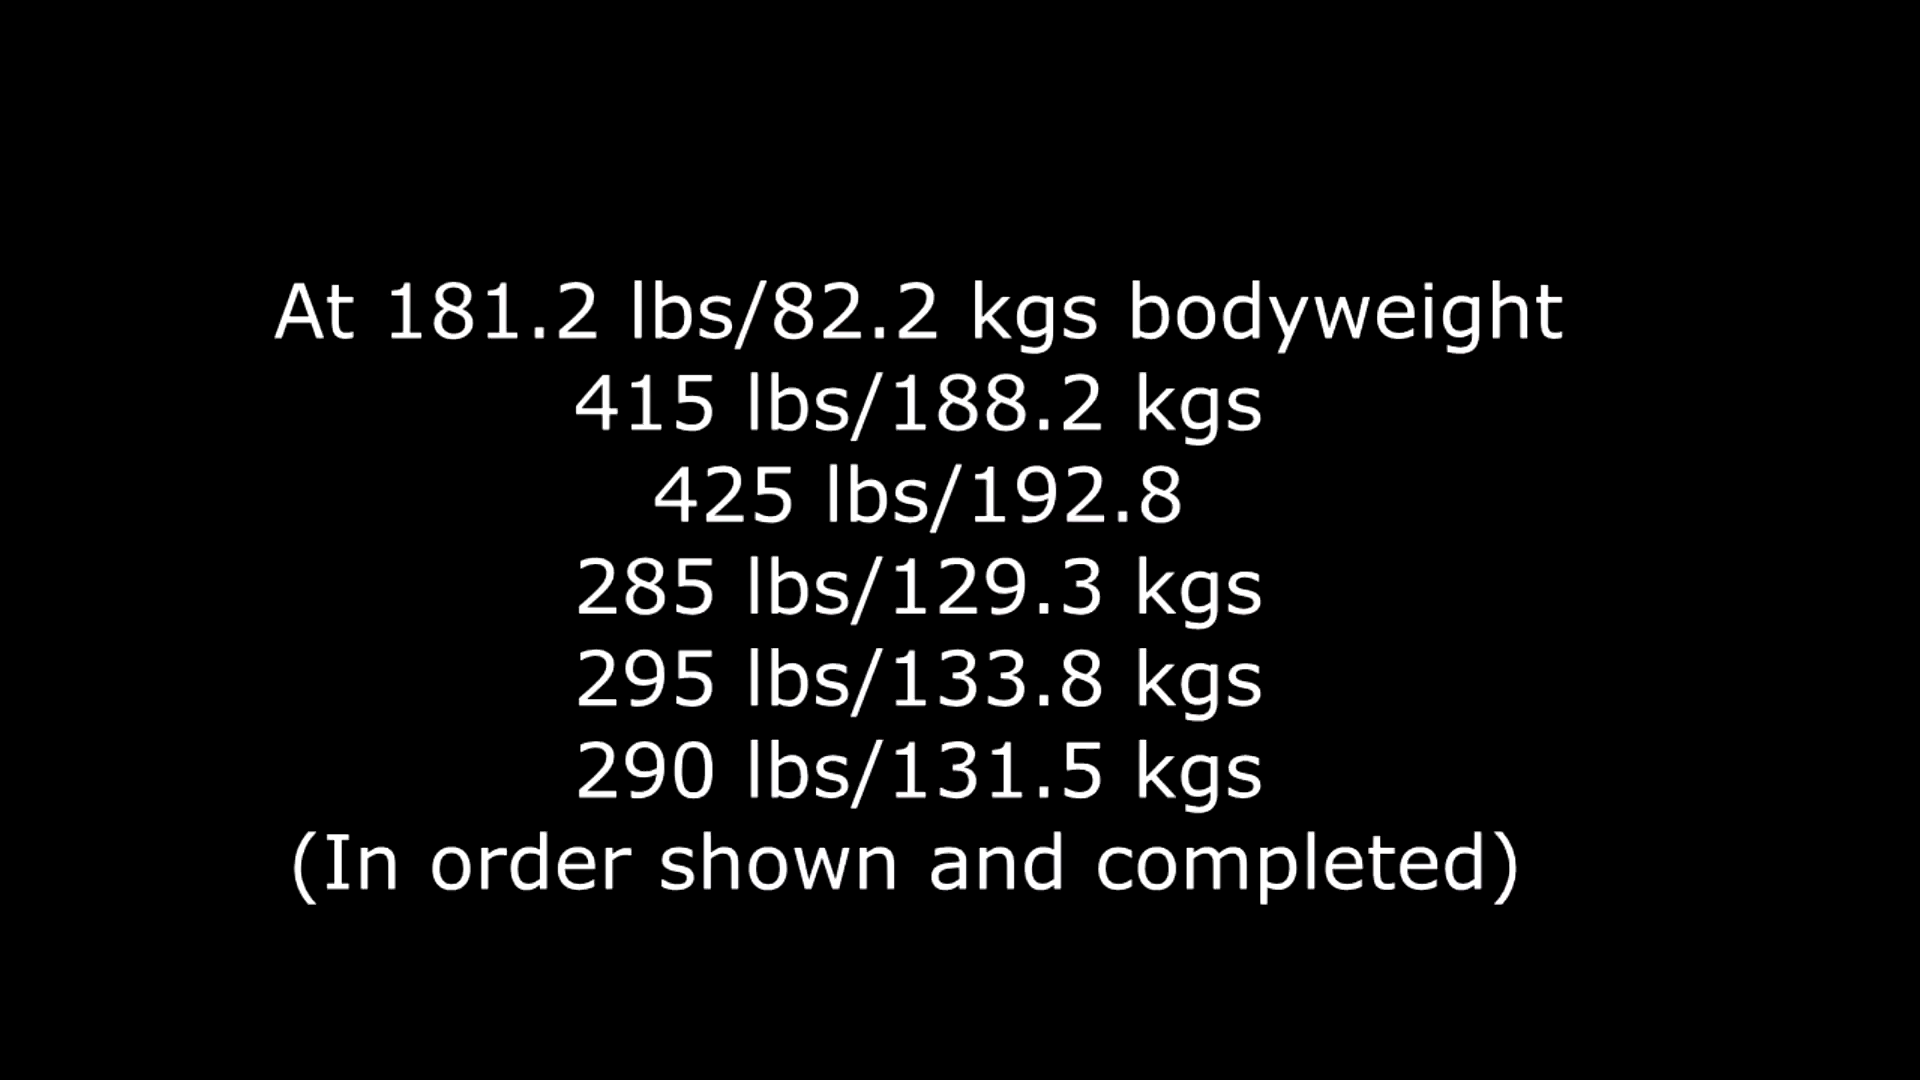 At 181.2 lbs/82.2 kgs bodyweight
415 lbs/188.2 kgs
425 lbs/192.8
285 lbs/129.3 kgs
295 lbs/133.8 kgs
290 lbs/131.5 kgs
(In order shown and completed)